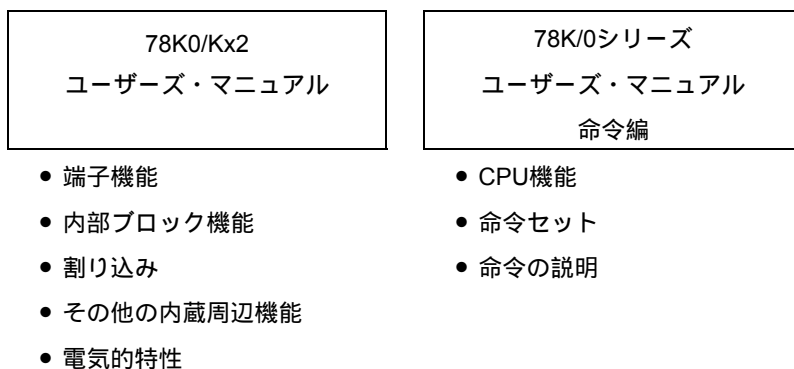 78K0/Kx2
ユーザーズ・マニュアル
78K/0シリーズ
ユーザーズ・マニュアル
命令編
● 端子機能
● 内部ブロック機能
● 割り込み
● その他の内蔵周辺機能
● 電気的特性
● CPU機能
● 命令セット
● 命令の説明